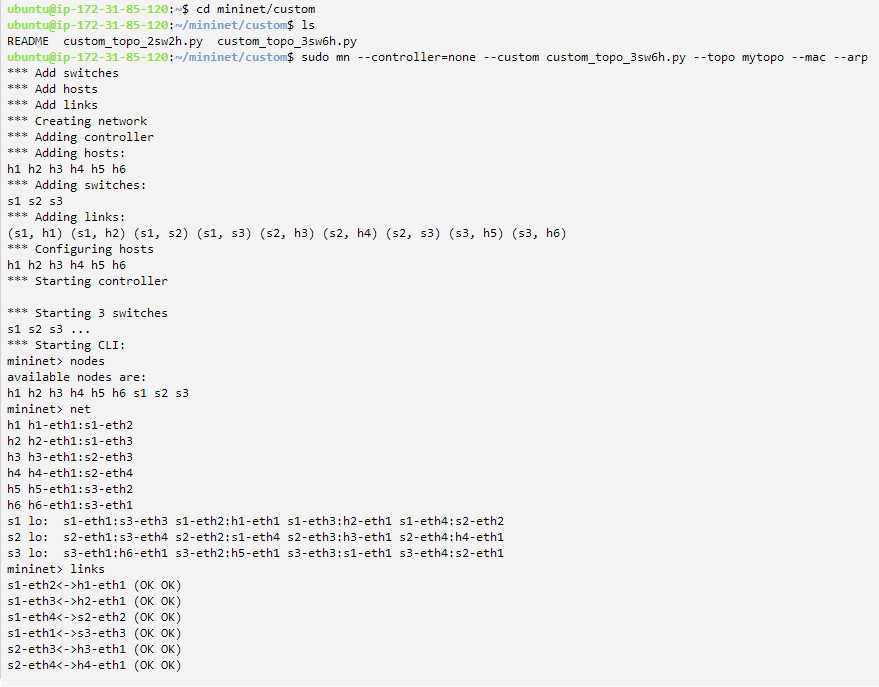 ubuntu@ip-172-31-85-120:~$ cd mininet/custom
ubuntu@ip-172-31-85-120:~/mininet/custom$ ls
README  custom_topo_2sw2h.py  custom_topo_3sw6h.py
ubuntu@ip-172-31-85-120:~/mininet/custom$ sudo mn --controller=none --custom custom_topo_3sw6h.py --topo mytopo --mac --arp
*** Add switches
*** Add hosts
*** Add links
*** Creating network
*** Adding controller
*** Adding hosts:
h1 h2 h3 h4 h5 h6
*** Adding switches:
s1 s2 s3
*** Adding links:
(s1, h1) (s1, h2) (s1, s2) (s1, s3) (s2, h3) (s2, h4) (s2, s3) (s3, h5) (s3, h6)
*** Configuring hosts
h1 h2 h3 h4 h5 h6
*** Starting controller

*** Starting 3 switches
s1 s2 s3 ...
*** Starting CLI:
mininet> nodes
available nodes are:
h1 h2 h3 h4 h5 h6 s1 s2 s3
mininet> net
h1 h1-eth1:s1-eth2
h2 h2-eth1:s1-eth3
h3 h3-eth1:s2-eth3
h4 h4-eth1:s2-eth4
h5 h5-eth1:s3-eth2
h6 h6-eth1:s3-eth1
s1 lo:  s1-eth1:s3-eth3 s1-eth2:h1-eth1 s1-eth3:h2-eth1 s1-eth4:s2-eth2
s2 lo:  s2-eth1:s3-eth4 s2-eth2:s1-eth4 s2-eth3:h3-eth1 s2-eth4:h4-eth1
s3 lo:  s3-eth1:h6-eth1 s3-eth2:h5-eth1 s3-eth3:s1-eth1 s3-eth4:s2-eth1
mininet> links
s1-eth2<->h1-eth1 (OK OK)
s1-eth3<->h2-eth1 (OK OK)
s1-eth4<->s2-eth2 (OK OK)
s1-eth1<->s3-eth3 (OK OK)
s2-eth3<->h3-eth1 (OK OK)
s2-eth4<->h4-eth1 (OK OK)